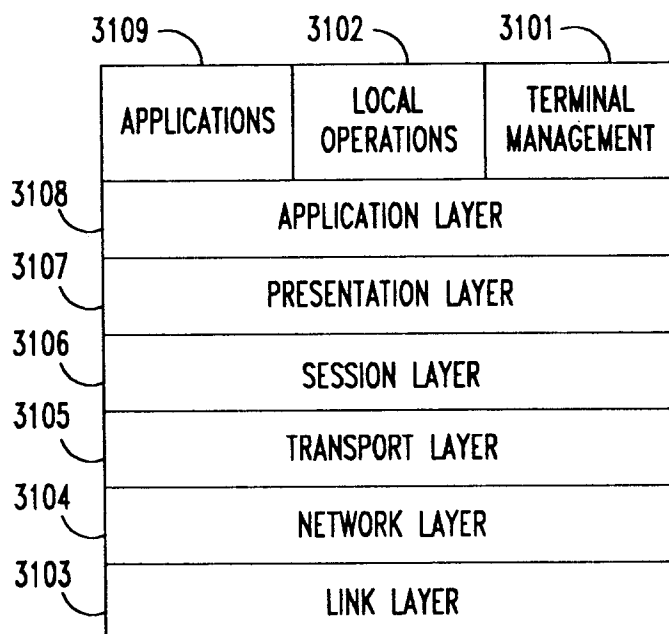 3109 3102 3101
APPLICATIONS
LOCAL
OPERATIONS
TERMINAL
MANAGEMENT
3108
APPLICATION LAYER
3107
PRESENTATION LAYER
3106
SESSION LAYER
3105
TRANSPORT LAYER
3104
NETWORK LAYER
3103
LINK LAYER